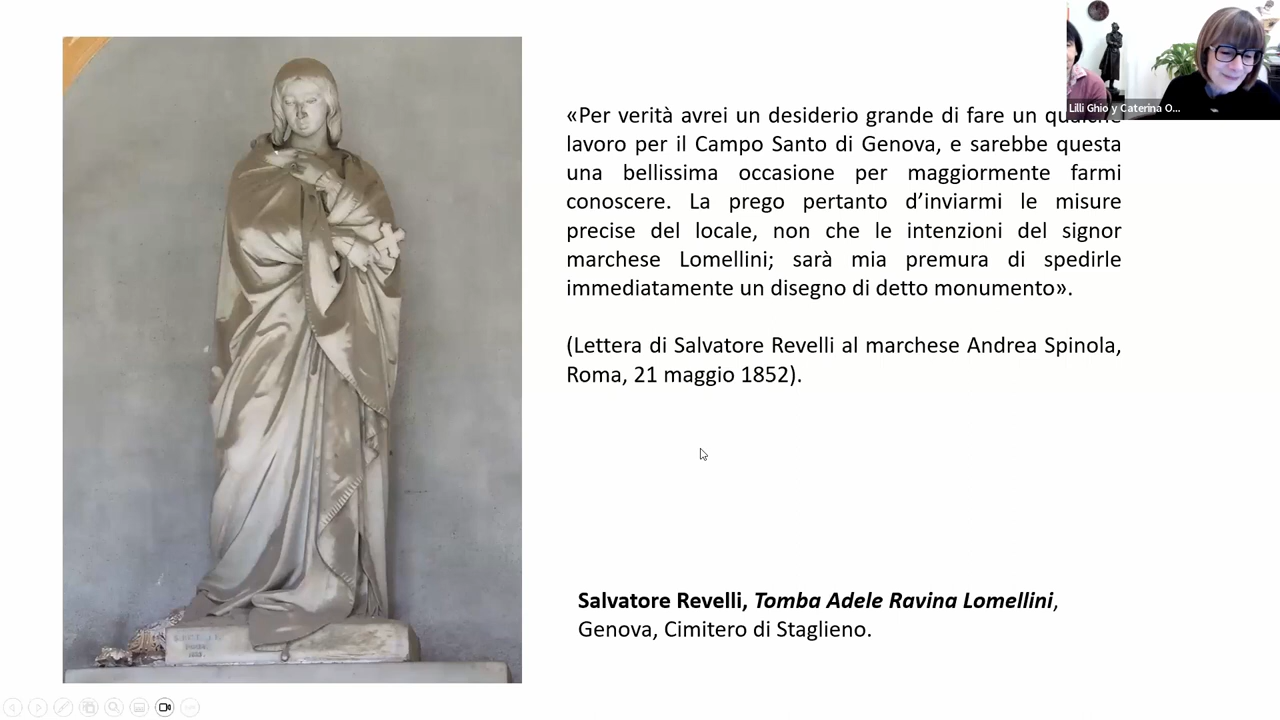 Lilli Ghio y Caterina O...
«Per verità avrei un desiderio grande di fare un qualche
lavoro per il Campo Santo di Genova, e sarebbe questa
una bellissima occasione per maggiormente farmi
conoscere. La prego pertanto d’inviarmi le misure
precise del locale, non che le intenzioni del signor
marchese Lomellini; sarà mia premura di spedirle
immediatamente un disegno di detto monumento».
(Lettera di Salvatore Revelli al marchese Andrea Spinola,
Roma, 21 maggio 1852).
Salvatore Revelli, Tomba Adele Ravina Lomellini,
Genova, Cimitero di Staglieno.